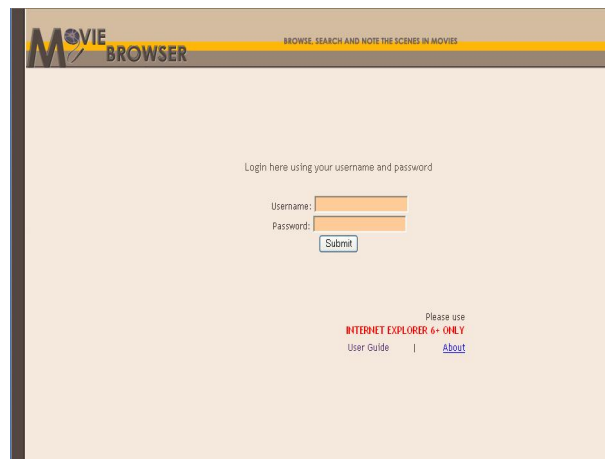 MOVIE
BROWSER
BROWSE, SEARCH AND NOTE THE SCENES IN MOVIES
Login here using your username and password
Username:
Password:
Submit
Please use
INTERNET EXPLORER 6+ ONLY
User Guide | About